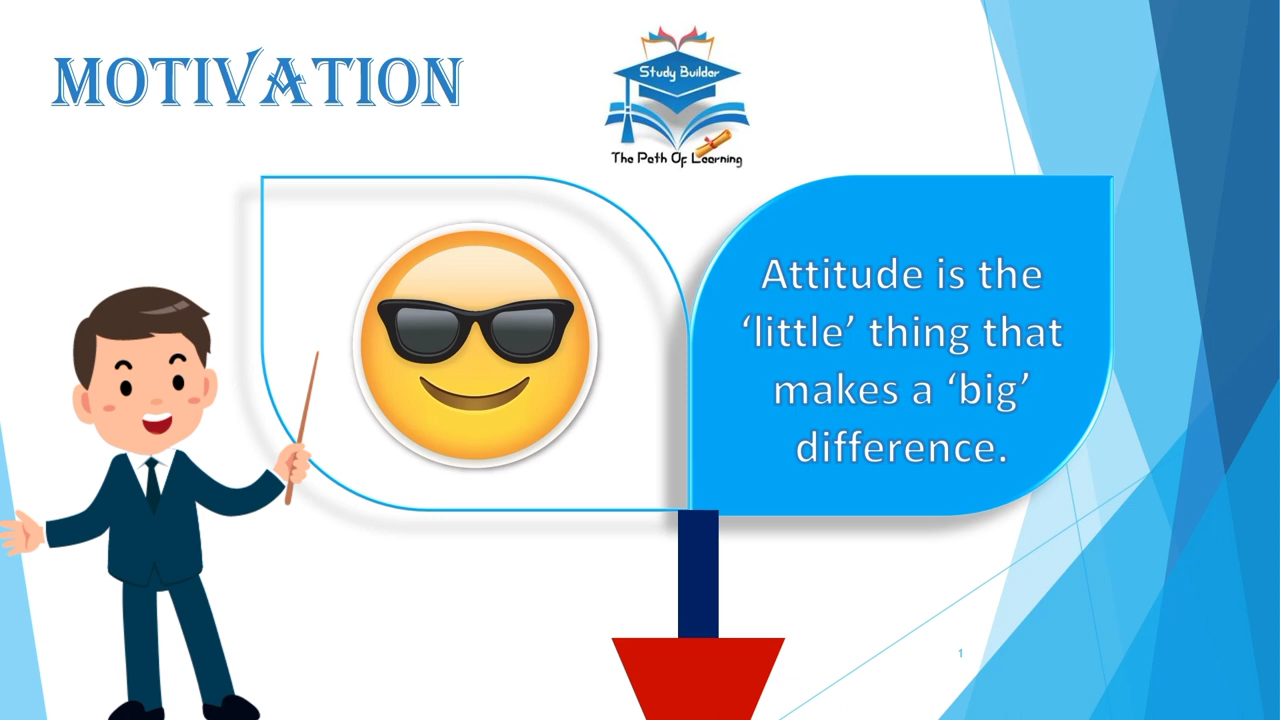 MOTIVATION
Study Builder
The Path Of Learning
Attitude is the
‘little’ thing that
makes a ‘big’
difference.
1